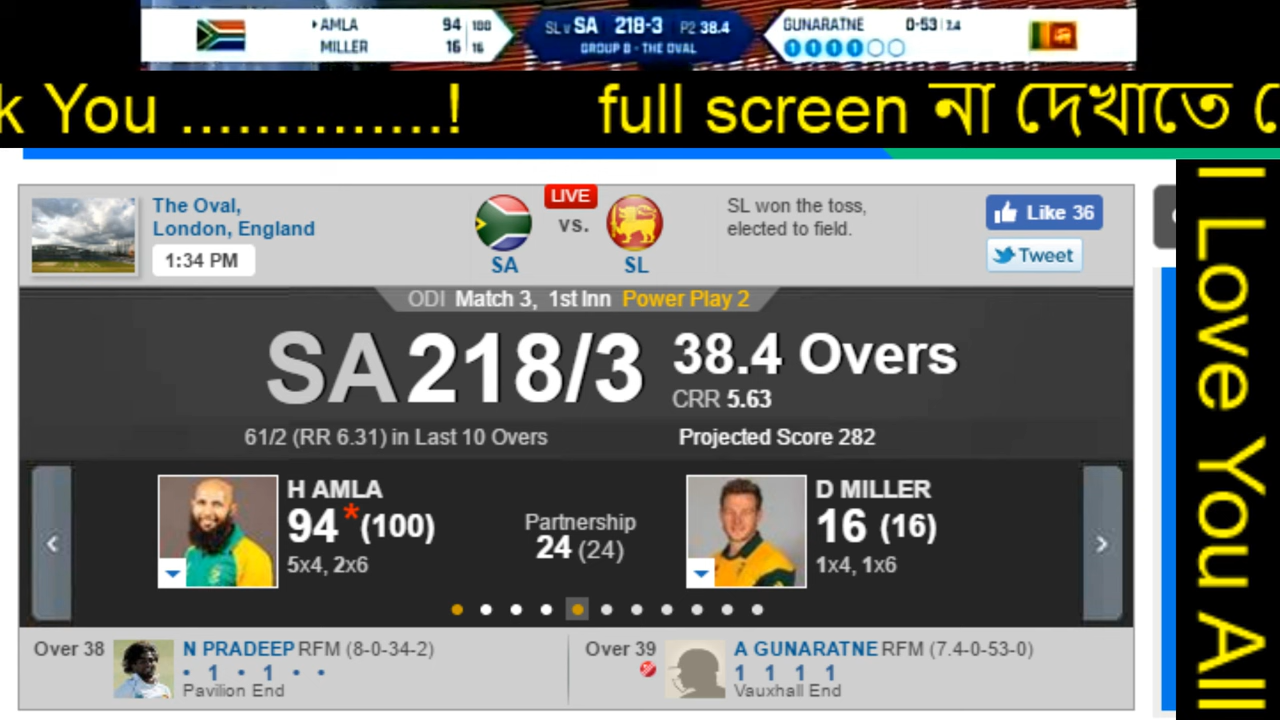 AMLA 94 100
MILLER 16 16
SL v SA 218-3 P2 38.4
GROUP B - THE OVAL
GUNARATNE 0-53 7.4
1 1 1 1
k You ..............! full screen না দেখাতে
The Oval,
London, England
1:34 PM
LIVE
vs.
SA SL
SL won the toss,
elected to field.
Like 36
Tweet
ODI Match 3, 1st Inn Power Play 2
SA 218/3
38.4 Overs
CRR 5.63
61/2 (RR 6.31) in Last 10 Overs
Projected Score 282
H AMLA
94*(100)
5x4, 2x6
Partnership
24 (24)
D MILLER
16 (16)
1x4, 1x6
Over 38
N PRADEEP RFM (8-0-34-2)
• 1 • 1 • •
Pavilion End
Over 39
A GUNARATNE RFM (7.4-0-53-0)
1 1 1 1
Vauxhall End
I Love You All